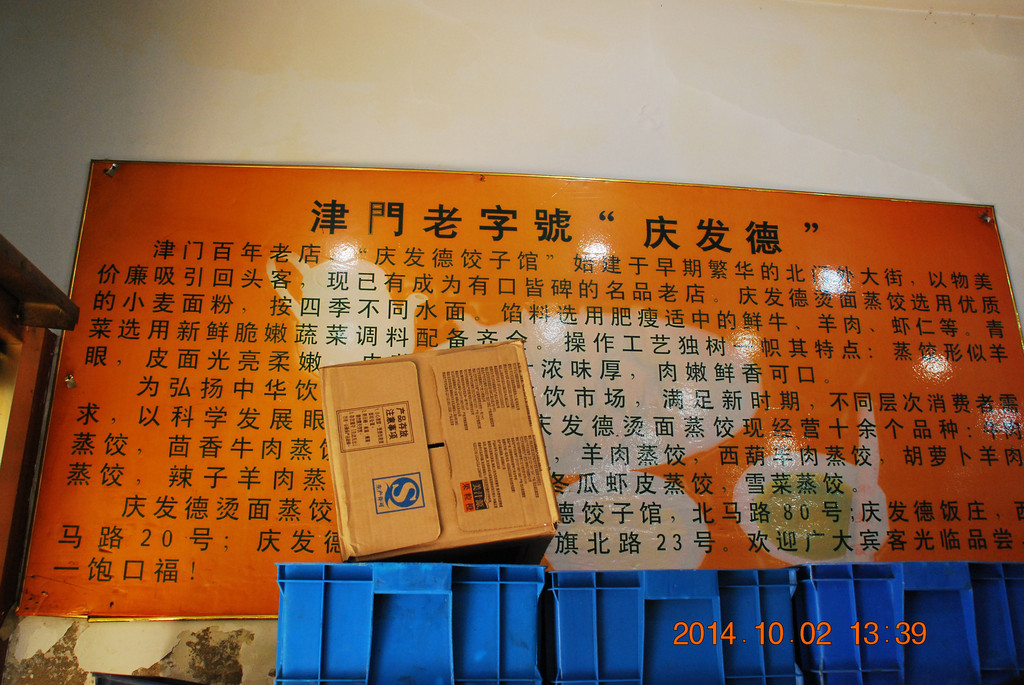 津門老字號“庆发德”
津门百年老店，“庆发德饺子馆”始建于早期繁华的北门外大街，以物美
价廉吸引回头客，现已有成为有口皆碑的名品老店。庆发德烫面蒸饺选用优质
的小麦面粉，按四季不同水面。馅料选用肥瘦适中的鲜牛、羊肉、虾仁等。青
菜选用新鲜脆嫩蔬菜调料配备齐全。操作工艺独树一帜其特点：蒸饺形似羊
眼，皮面光亮柔嫩 浓味厚，肉嫩鲜香可口。
为弘扬中华饮 饮市场，满足新时期，不同层次消费者需
求，以科学发展眼 庆发德烫面蒸饺现经营十余个品种：牛肉
蒸饺，茴香牛肉蒸饺 ，羊肉蒸饺，西葫羊肉蒸饺，胡萝卜羊肉
蒸饺，辣子羊肉蒸 冬瓜虾皮蒸饺，雪菜蒸饺。
庆发德烫面蒸饺 德饺子馆，北马路80号；庆发德饭庄，西
马路20号；庆发德 旗北路23号。欢迎广大宾客光临品尝
一饱口福！
产品存放
注意事项
2014.10.02 13:39